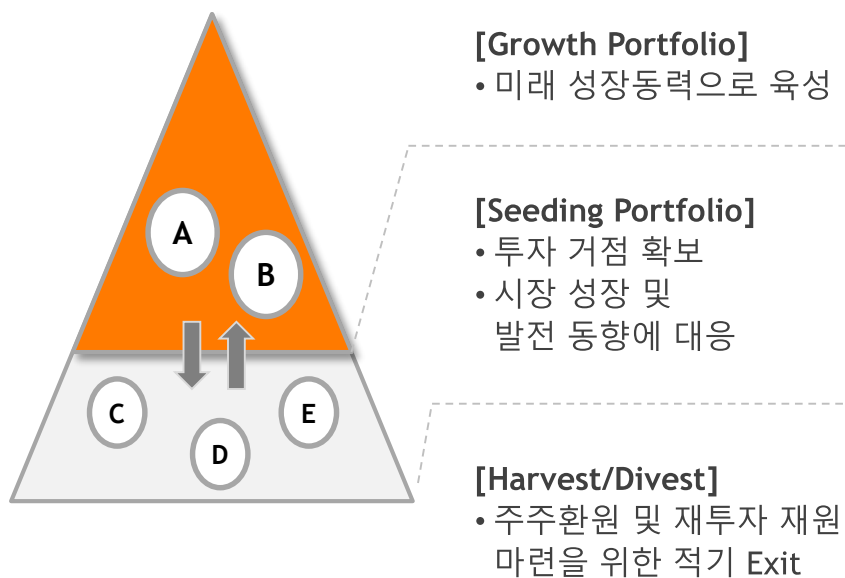 [Growth Portfolio]
• 미래 성장동력으로 육성
A
B
[Seeding Portfolio]
• 투자 거점 확보
• 시장 성장 및
발전 동향에 대응
C
D
E
[Harvest/Divest]
• 주주환원 및 재투자 재원
마련을 위한 적기 Exit